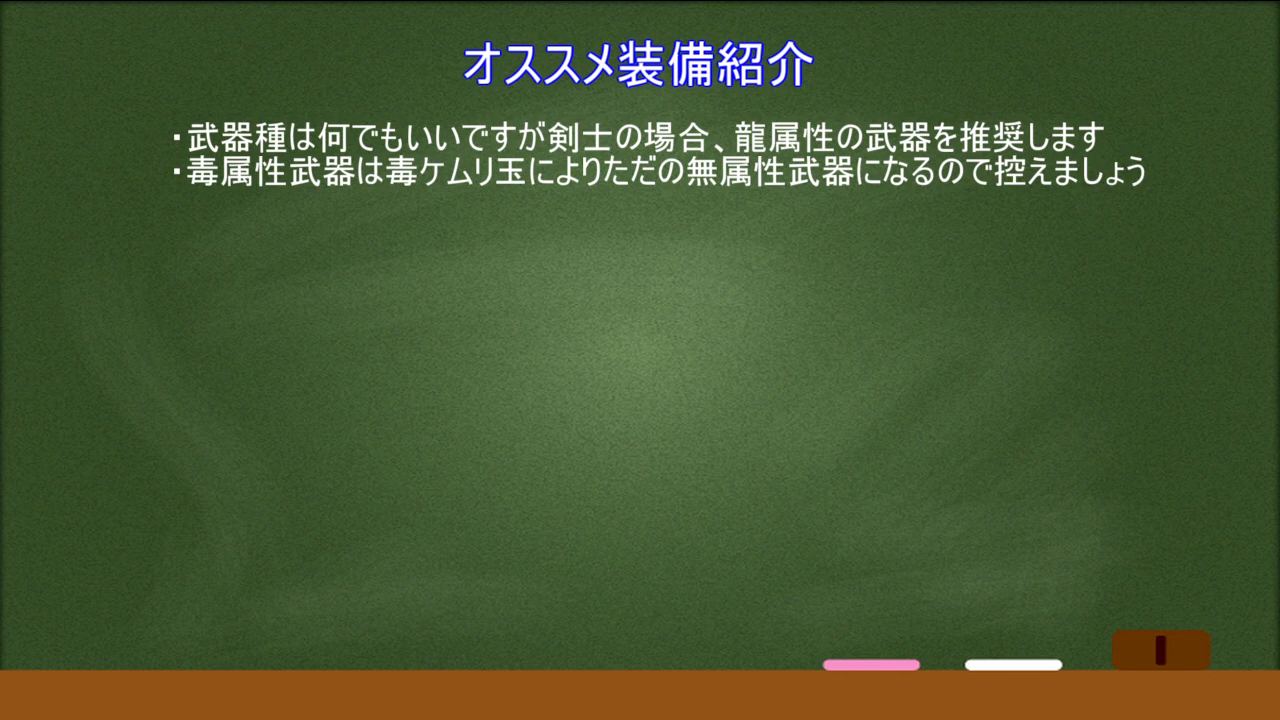 オススメ装備紹介
・武器種は何でもいいですが剣士の場合、龍属性の武器を推奨します
・毒属性武器は毒ケムリ玉によりただの無属性武器になるので控えましょう